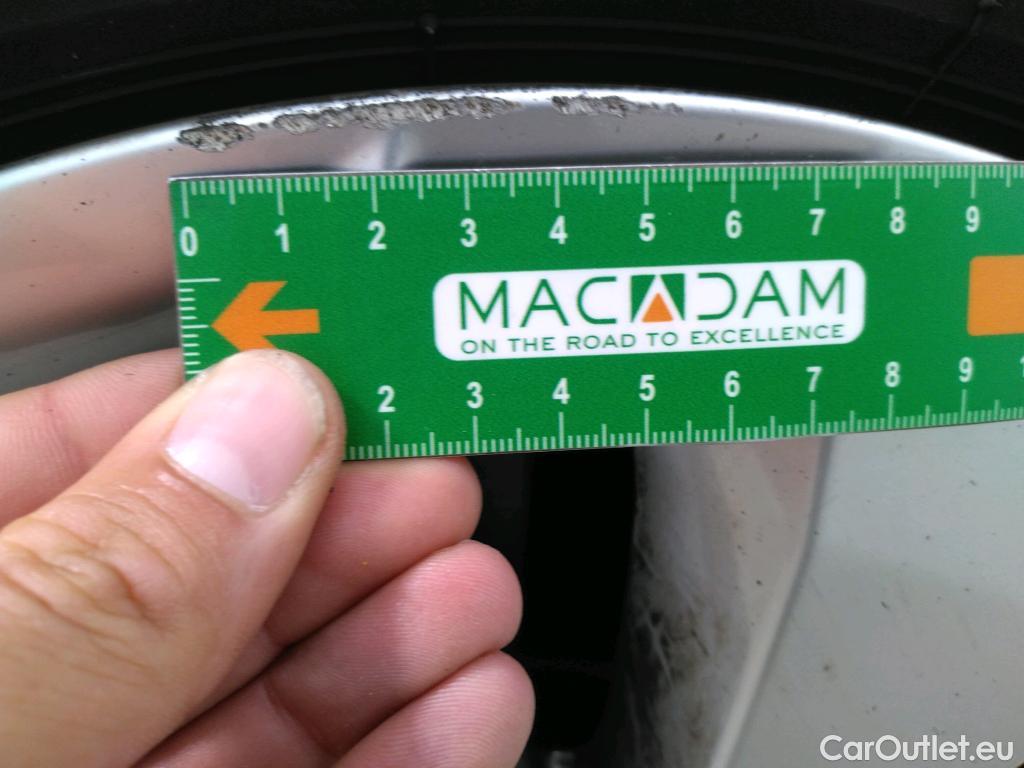 0 1 2 3 4 5 6 7 8 9
MACADAM
ON THE ROAD TO EXCELLENCE
2 3 4 5 6 7 8 9 1
CarOutlet.eu